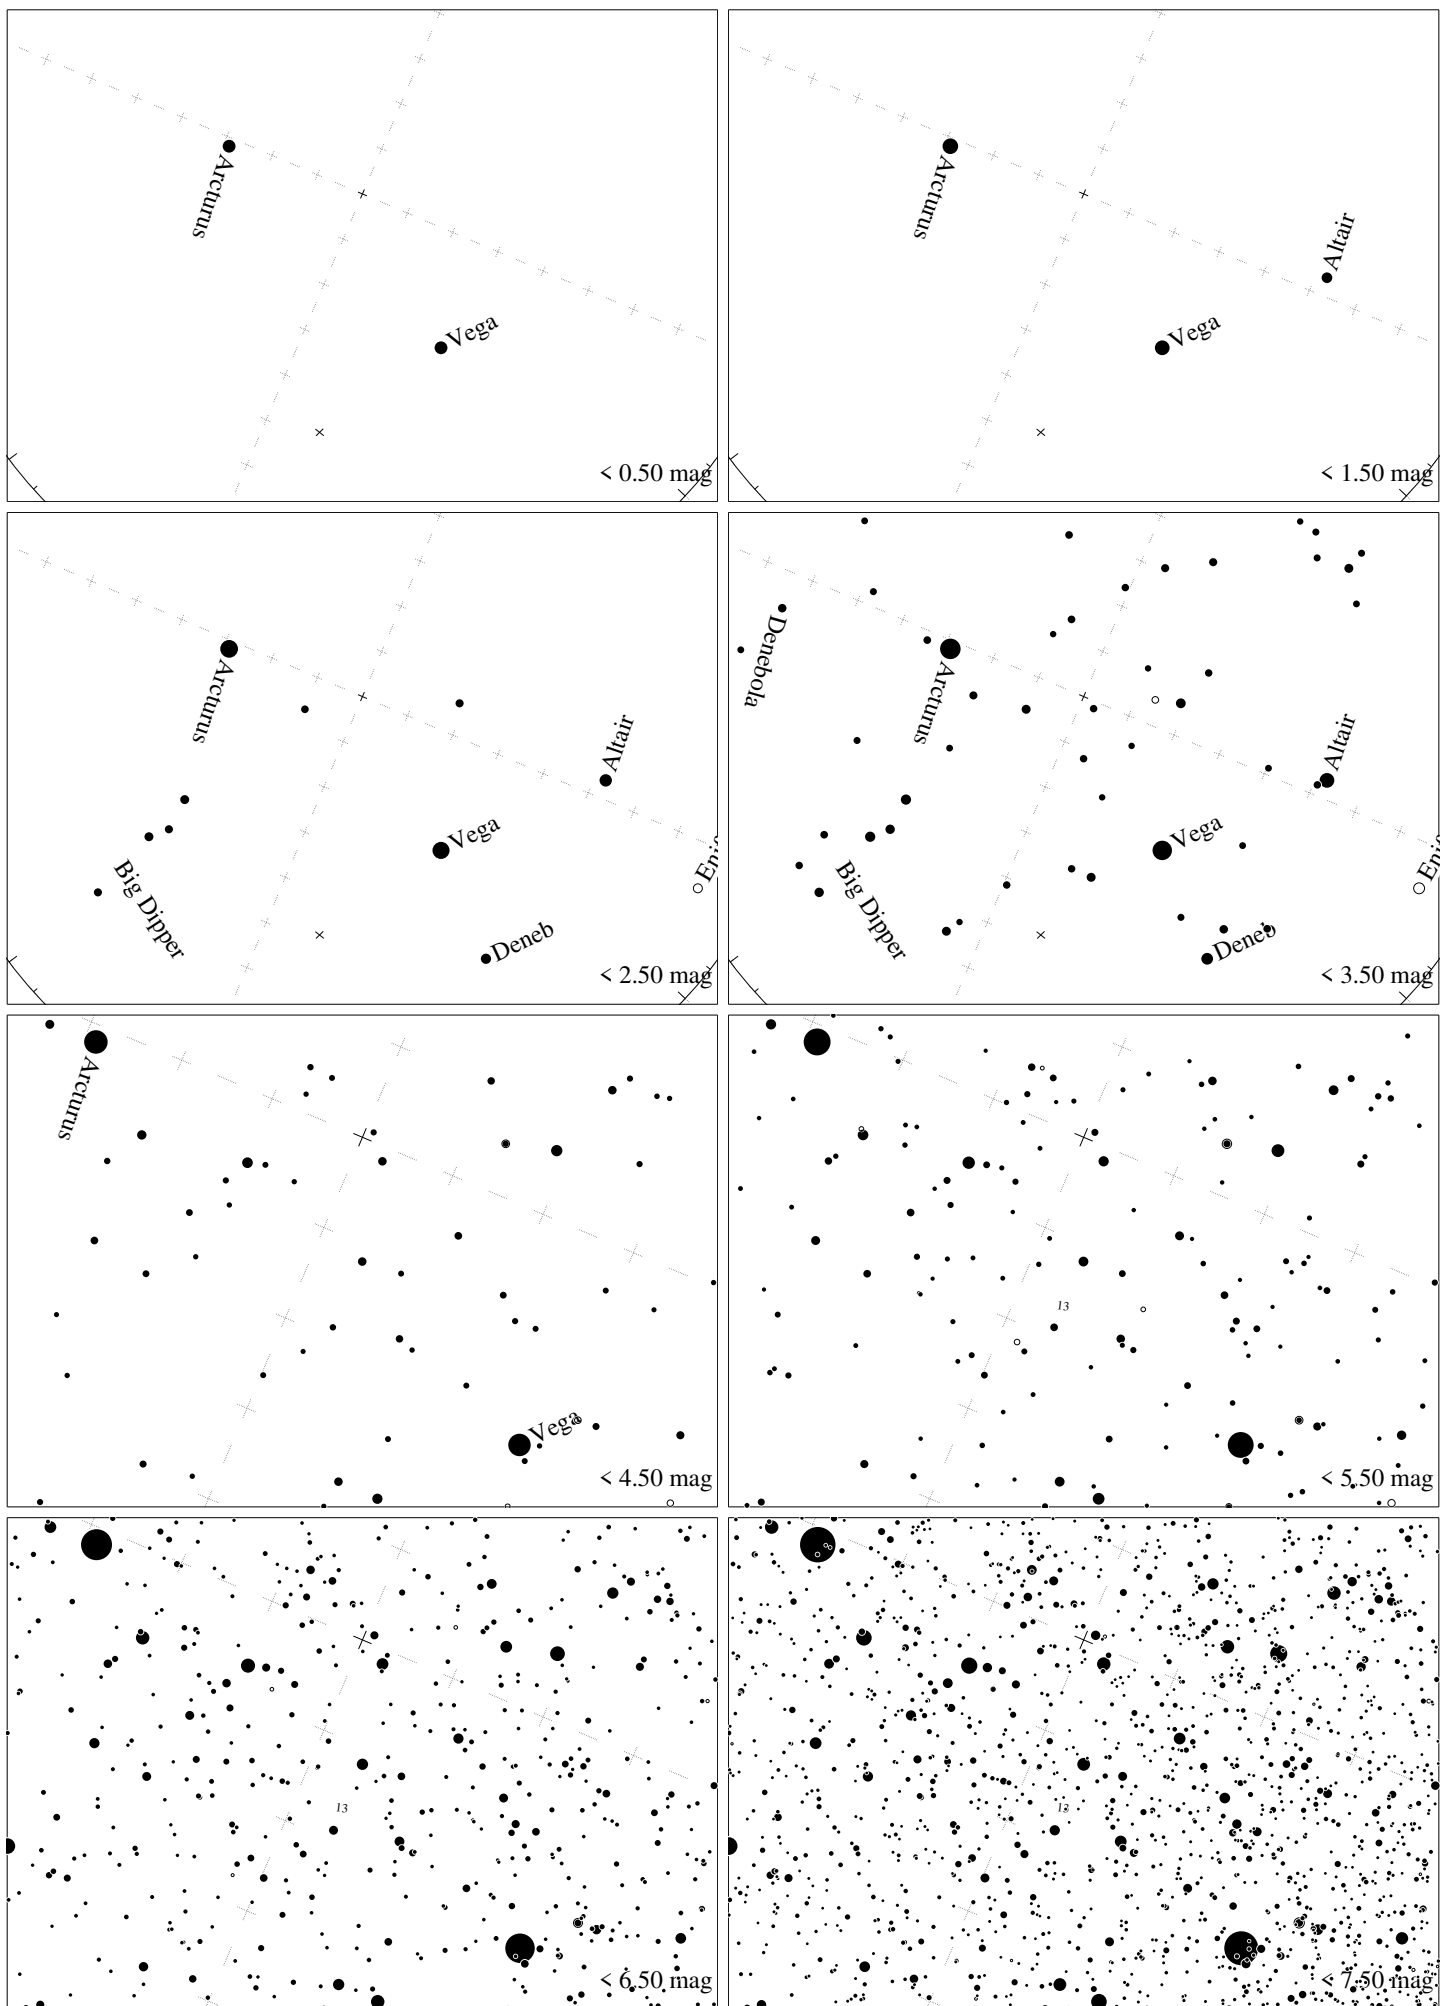 Arcturus
Vega
< 0.50 mag
Arcturus
Altair
Vega
< 1.50 mag
Arcturus
Altair
Vega
Big Dipper
Deneb
< 2.50 mag
Denebola
Arcturus
Altair
Vega
Big Dipper
Deneb
< 3.50 mag
Arcturus
Vega
< 4.50 mag
13
< 5.50 mag
13
< 6.50 mag
13
< 7.50 mag